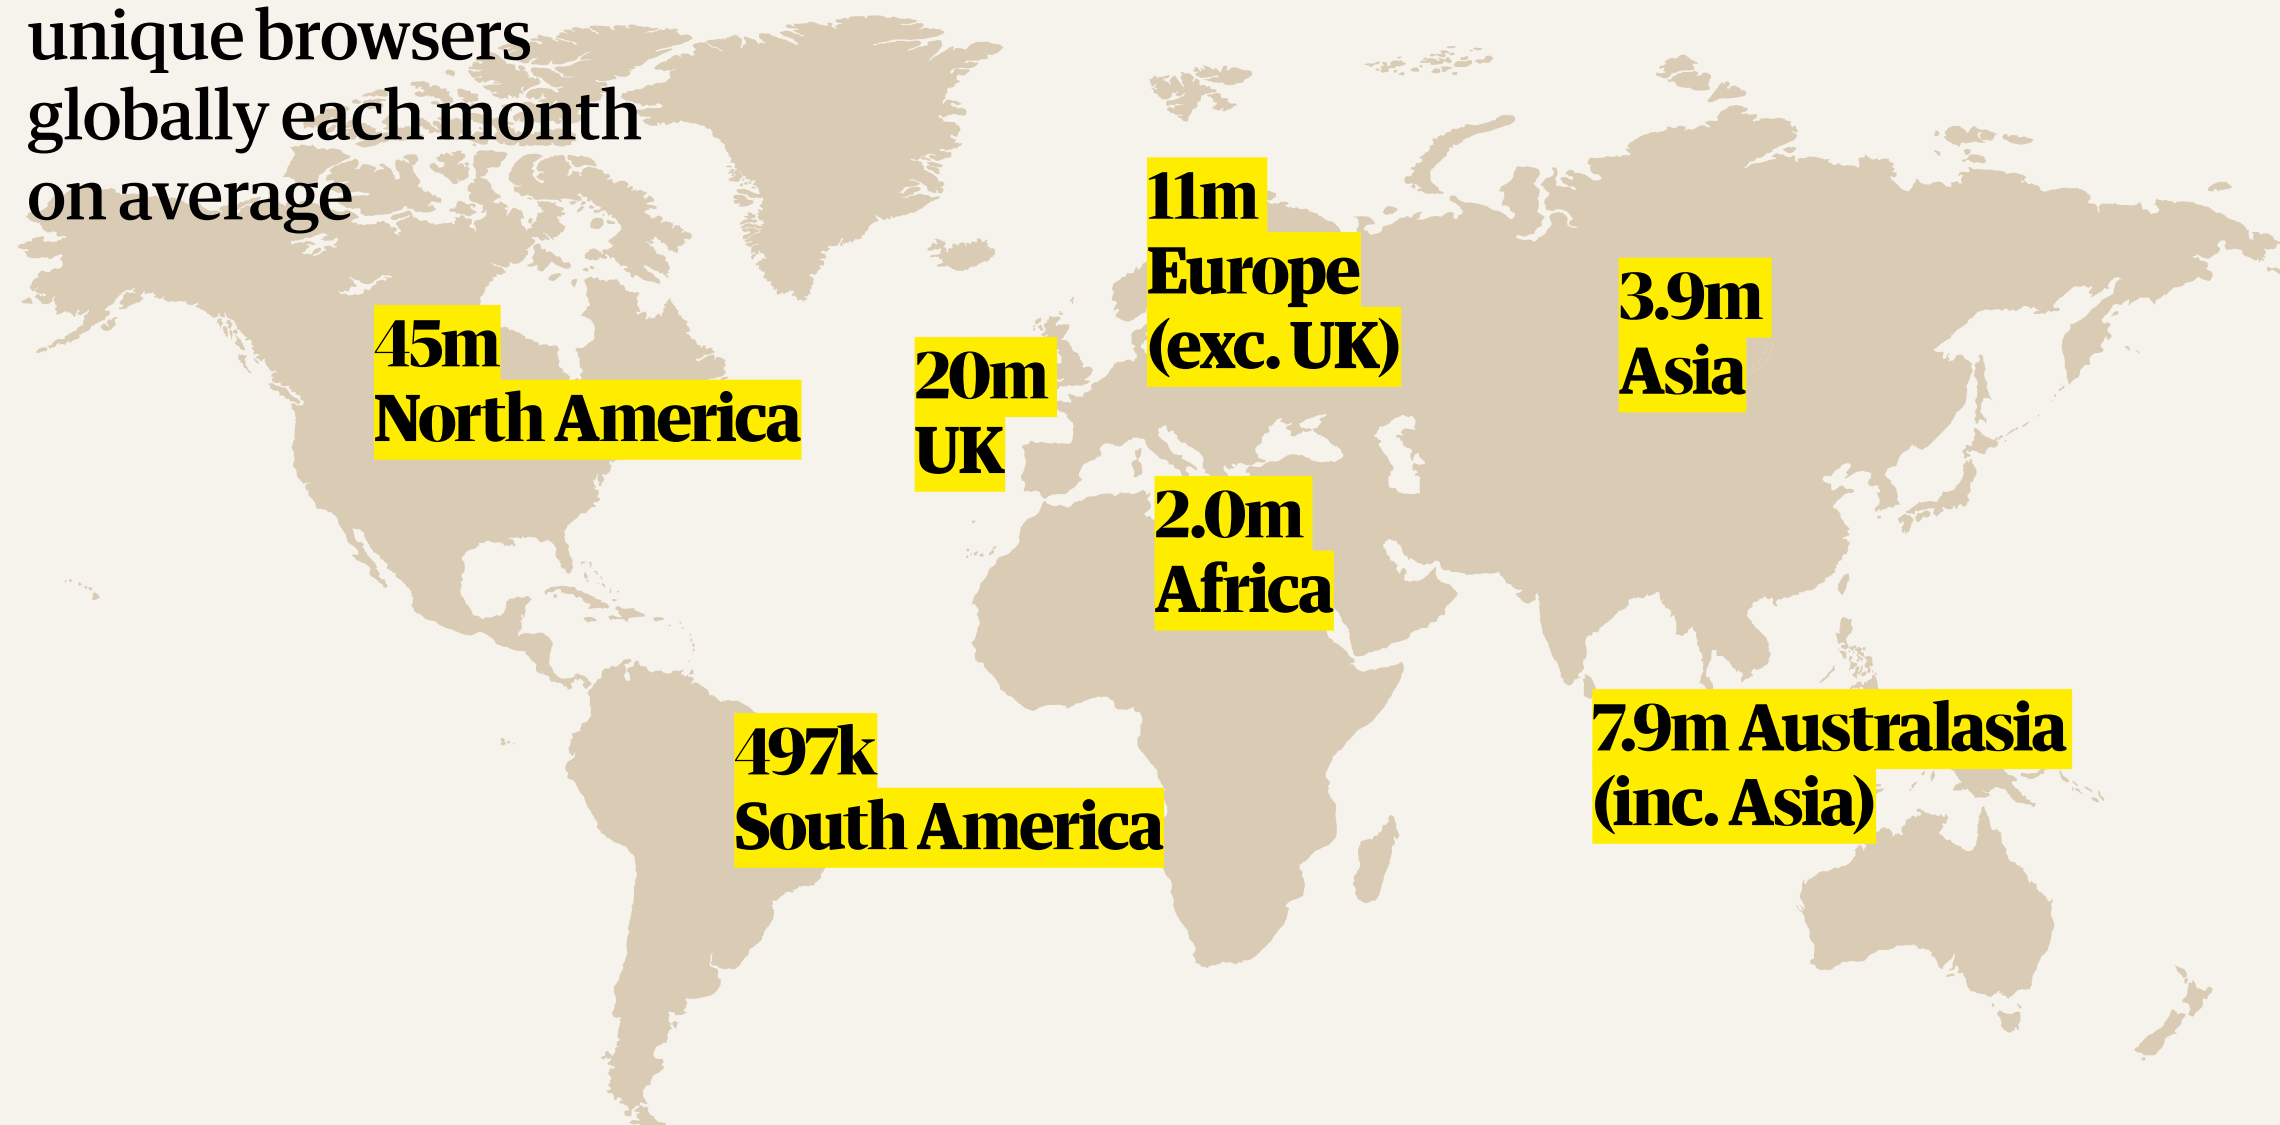 unique browsers
globally each month
on average
11m
Europe
(exc. UK)
3.9m
Asia
45m
North America
20m
UK
2.0m
Africa
497k
South America
7.9m Australasia
(inc. Asia)